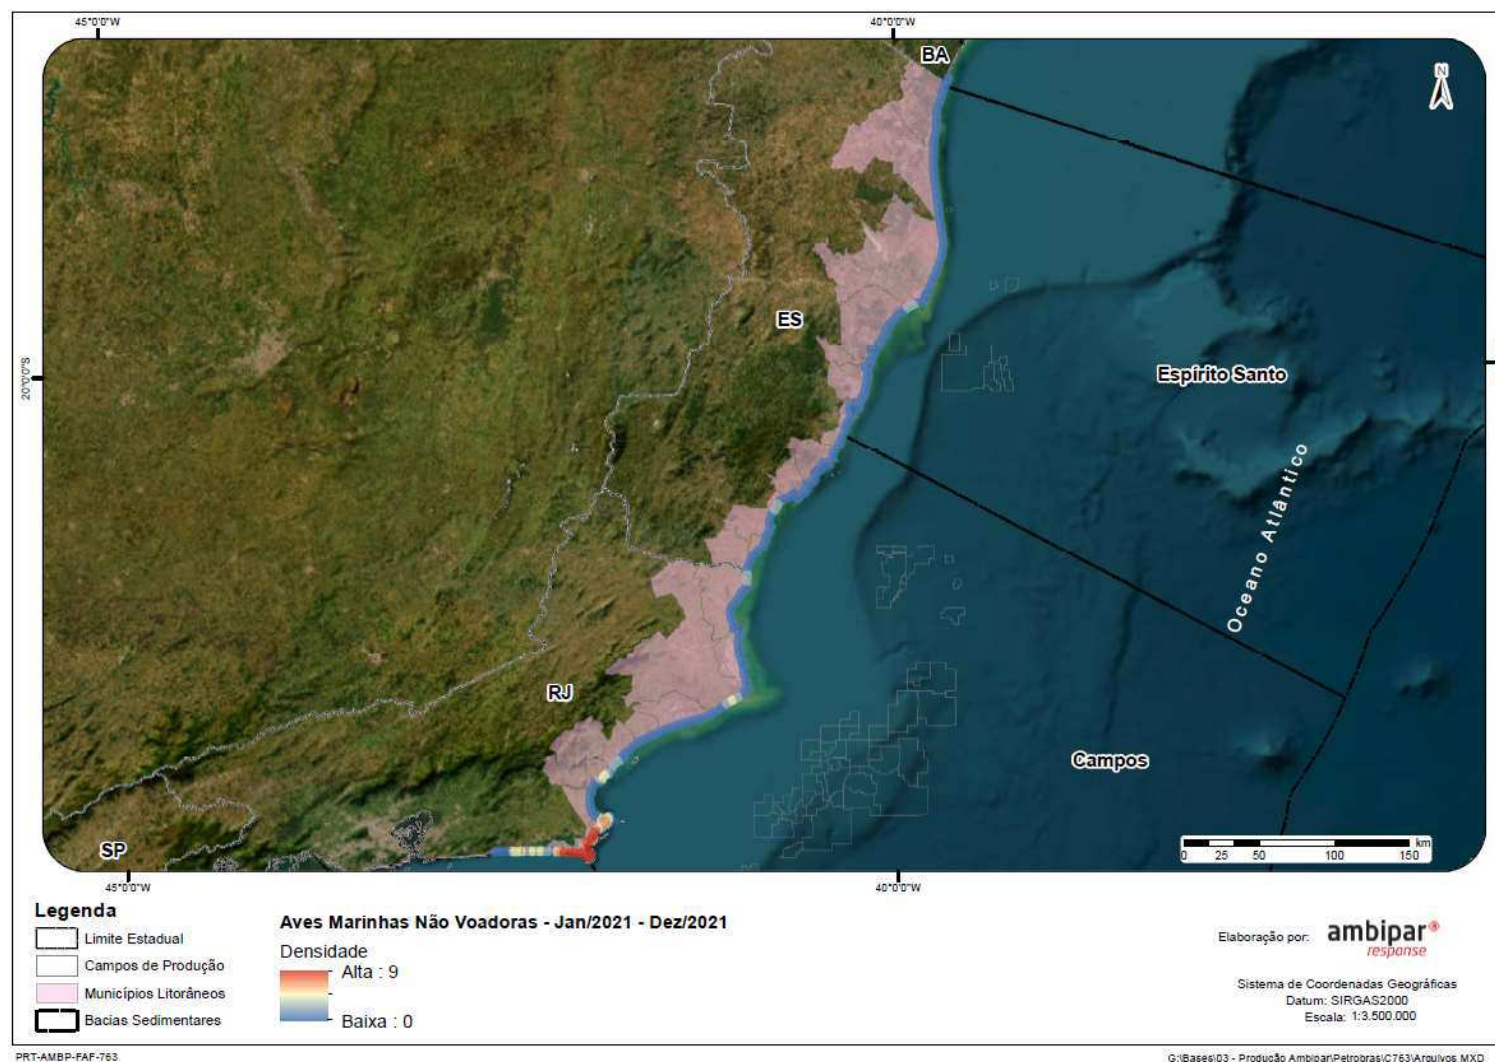 45°0'0"W
40°0'0"W
BA
N
ES
20°0'0"S
Espírito Santo
Oceano Atlântico
RJ
Campos
SP
km
0 25 50 100 150
45°0'0"W
40°0'0"W
Legenda
Limite Estadual
Campos de Produção
Municípios Litorâneos
Bacias Sedimentares
Aves Marinhas Não Voadoras - Jan/2021 - Dez/2021
Densidade
Alta : 9
Baixa : 0
Elaboração por:
ambipar®
response
Sistema de Coordenadas Geográficas
Datum: SIRGAS2000
Escala: 1:3.500.000
PRT-AMBP-FAF-763
G:\Bases\03 - Produção Ambipar\Petrobras\C763\Arquivos MXD